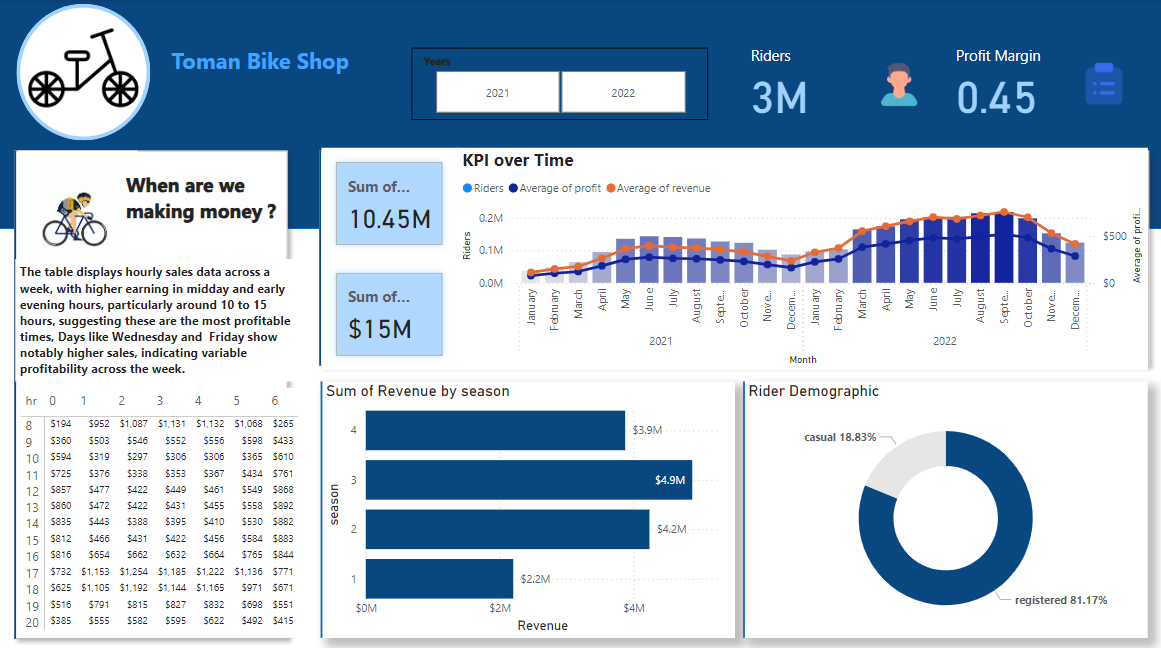 Toman Bike Shop
Years
2021
2022
Riders
3M
Profit Margin
0.45
When are we
making money ?
The table displays hourly sales data across a
week, with higher earning in midday and early
evening hours, particularly around 10 to 15
hours, suggesting these are the most profitable
times, Days like Wednesday and Friday show
notably higher sales, indicating variable
profitability across the week.
hr 0 1 2 3 4 5 6
8 $194 $952 $1,087 $1,131 $1,132 $1,068 $265
9 $360 $503 $546 $552 $556 $598 $433
10 $594 $319 $297 $306 $306 $365 $610
11 $725 $376 $338 $353 $367 $434 $761
12 $857 $477 $422 $449 $461 $549 $868
13 $860 $472 $422 $431 $455 $558 $892
14 $835 $443 $388 $395 $410 $530 $882
15 $812 $466 $431 $422 $456 $584 $883
16 $816 $654 $662 $632 $664 $765 $844
17 $732 $1,153 $1,254 $1,185 $1,222 $1,136 $771
18 $625 $1,105 $1,192 $1,144 $1,165 $971 $671
19 $516 $791 $815 $827 $832 $698 $551
20 $385 $555 $582 $595 $622 $492 $415
Sum of...
10.45M
Sum of...
$15M
KPI over Time
Riders Average of profit Average of revenue
Riders
0.2M
0.1M
0.0M
$500
$0
Average of profi...
January
February
March
April
May
June
July
August
Septe...
October
Nove...
Decem...
January
February
March
April
May
June
July
August
Septe...
October
Nove...
Decem...
2021
2022
Month
Sum of Revenue by season
season
4 $3.9M
3 $4.9M
2 $4.2M
1 $2.2M
$0M $2M $4M
Revenue
Rider Demographic
casual 18.83%
registered 81.17%